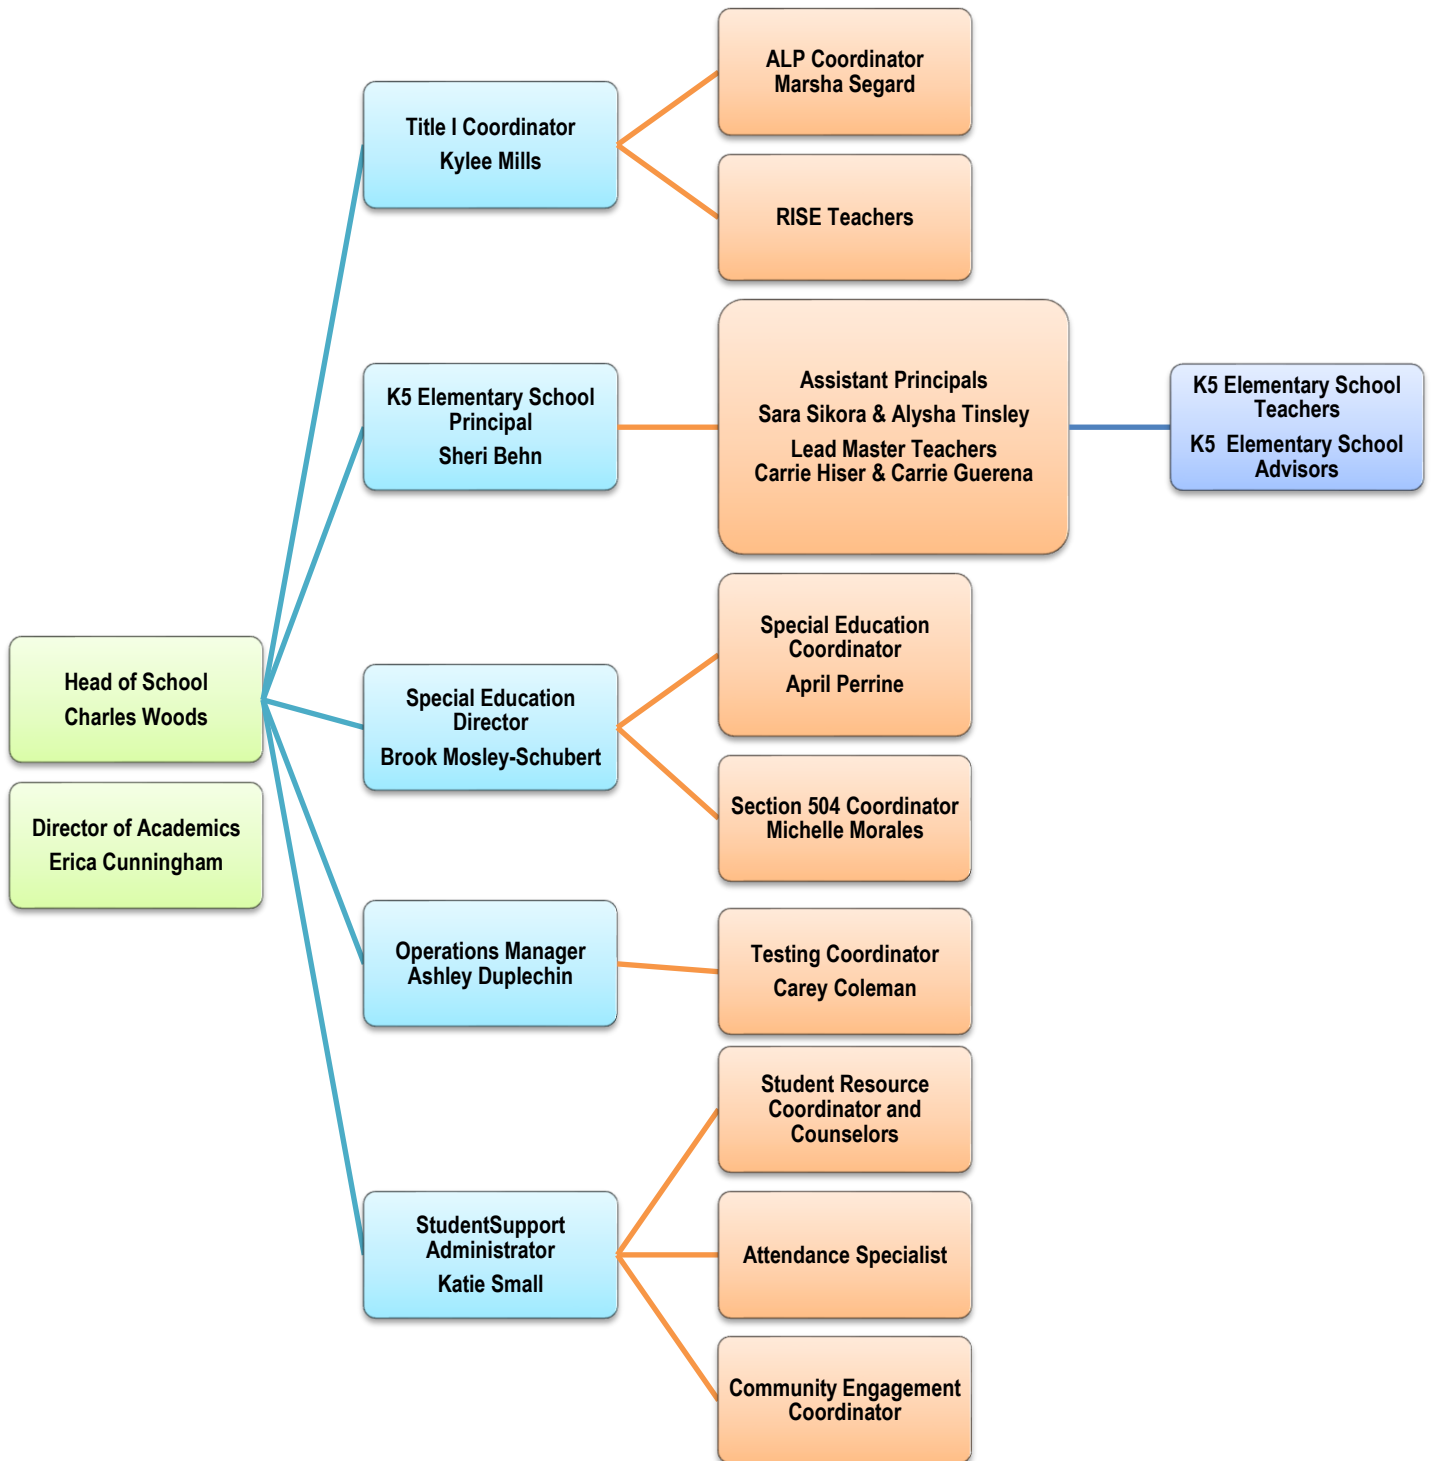 Head of School
Charles Woods
Director of Academics
Erica Cunningham
Title I Coordinator
Kylee Mills
ALP Coordinator
Marsha Segard
RISE Teachers
K5 Elementary School
Principal
Sheri Behn
Assistant Principals
Sara Sikora & Alysha Tinsley
Lead Master Teachers
Carrie Hiser & Carrie Guerena
K5 Elementary School
Teachers
K5  Elementary School
Advisors
Special Education
Director
Brook Mosley-Schubert
Special Education
Coordinator
April Perrine
Section 504 Coordinator
Michelle Morales
Operations Manager
Ashley Duplechin
Testing Coordinator
Carey Coleman
StudentSupport
Administrator
Katie Small
Student Resource
Coordinator and
Counselors
Attendance Specialist
Community Engagement
Coordinator